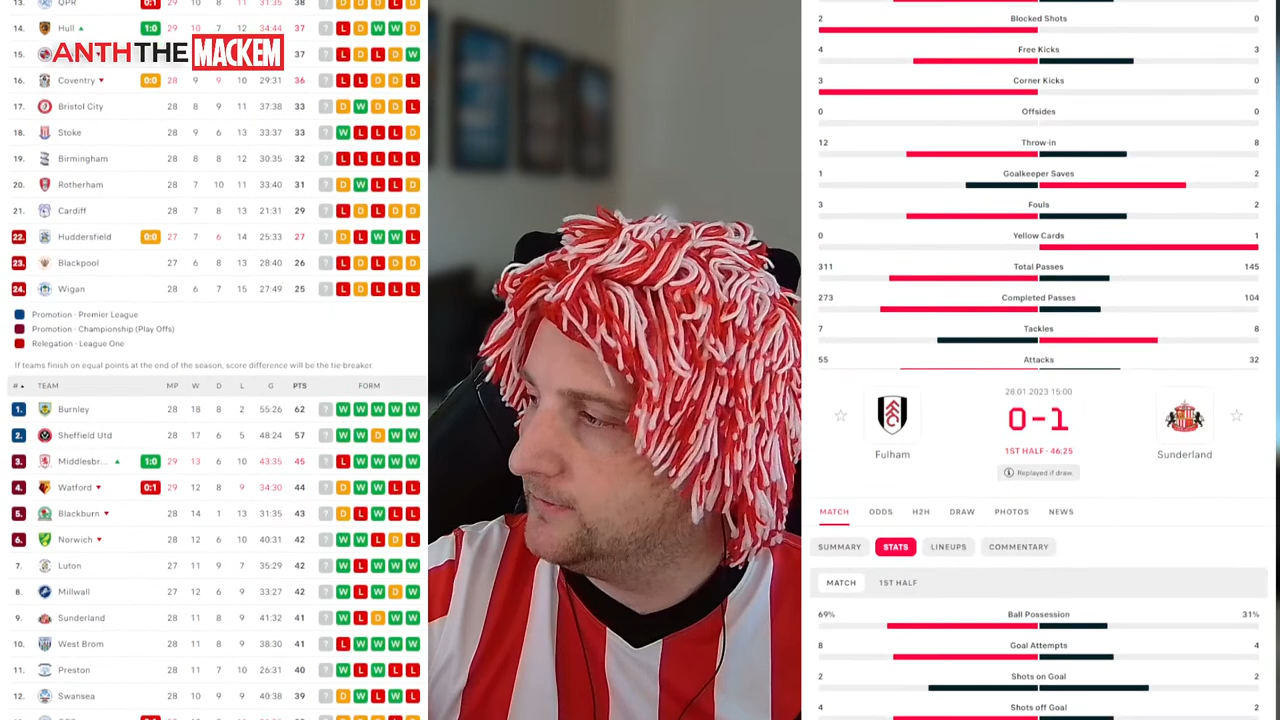 13. QPR 0:1 29 10 8 11 31:35 38 D D D L D
14. Hull 1:0 29 10 7 12 34:44 37 ? L D W W D
15. 37 ? L D L D W
ANTHTHE MACKEM
16. Coventry 0:0 28 9 9 10 29:31 36 ? L L D D L
17. Bristol City 28 8 9 11 37:38 33 ? D W D D L
18. Stoke 28 9 6 13 33:37 33 ? W L L L D
19. Birmingham 28 8 8 12 30:35 32 ? L L L L L
20. Rotherham 28 7 10 11 33:40 31 ? D W L L D
21. Cardiff 28 7 8 13 21:31 29 ? L D L D D
22. Huddersfield 0:0 27 7 6 14 25:33 27 ? D L W W L
23. Blackpool 27 6 8 13 28:40 26 ? L D L D D
24. Wigan 28 6 7 15 27:49 25 ? L D L L L
Promotion - Premier League
Promotion - Championship (Play Offs)
Relegation - League One
If teams finish on equal points at the end of the season, score difference will be the tie-breaker.
# TEAM MP W D L G PTS FORM
1. Burnley 28 18 8 2 55:26 62 ? W W W W W
2. Sheffield Utd 28 17 6 5 48:24 57 ? W W D W W
3. Middlesbr... 1:0 29 13 6 10 43:35 45 ? L W W W W
4. Watford 0:1 29 12 8 9 34:30 44 ? D W W L L
5. Blackburn 28 14 1 13 31:35 43 ? D L W L L
6. Norwich 28 12 6 10 40:31 42 ? W W L D L
7. Luton 27 11 9 7 35:29 42 ? W L W W W
8. Millwall 27 12 6 9 33:27 42 ? W L W D W
9. Sunderland 28 11 8 9 41:32 41 ? W L D W W
10. West Brom 28 11 8 9 38:30 41 ? L W W W W
11. Preston 28 11 7 10 26:31 40 ? W L W L L
12. Swansea 28 10 9 9 40:38 39 ? D W L W L
2 Blocked Shots 0
4 Free Kicks 3
3 Corner Kicks 0
0 Offsides 0
12 Throw-in 8
1 Goalkeeper Saves 2
3 Fouls 2
0 Yellow Cards 1
311 Total Passes 145
273 Completed Passes 104
7 Tackles 8
55 Attacks 32
28.01.2023 15:00
0-1
1ST HALF - 46:25
Fulham Sunderland
Replayed if draw.
MATCH ODDS H2H DRAW PHOTOS NEWS
SUMMARY STATS LINEUPS COMMENTARY
MATCH 1ST HALF
69% Ball Possession 31%
8 Goal Attempts 4
2 Shots on Goal 2
4 Shots off Goal 2